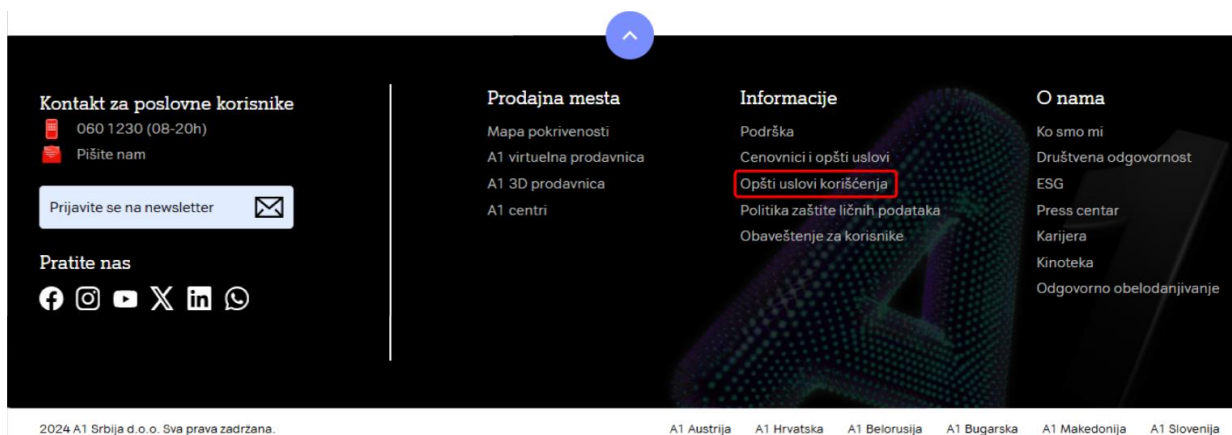 Kontakt za poslovne korisnike
060 1230 (08-20h)
Pišite nam
Prijavite se na newsletter
Pratite nas
Prodajna mesta
Mapa pokrivenosti
A1 virtuelna prodavnica
A1 3D prodavnica
A1 centri
Informacije
Podrška
Cenovnici i opšti uslovi
Opšti uslovi korišćenja
Politika zaštite ličnih podataka
Obaveštenje za korisnike
O nama
Ko smo mi
Društvena odgovornost
ESG
Press centar
Karijera
Kinoteka
Odgovorno obelodanjivanje
2024 A1 Srbija d.o.o. Sva prava zadržana.
A1 Austrija A1 Hrvatska A1 Belorusija A1 Bugarska A1 Makedonija A1 Slovenija